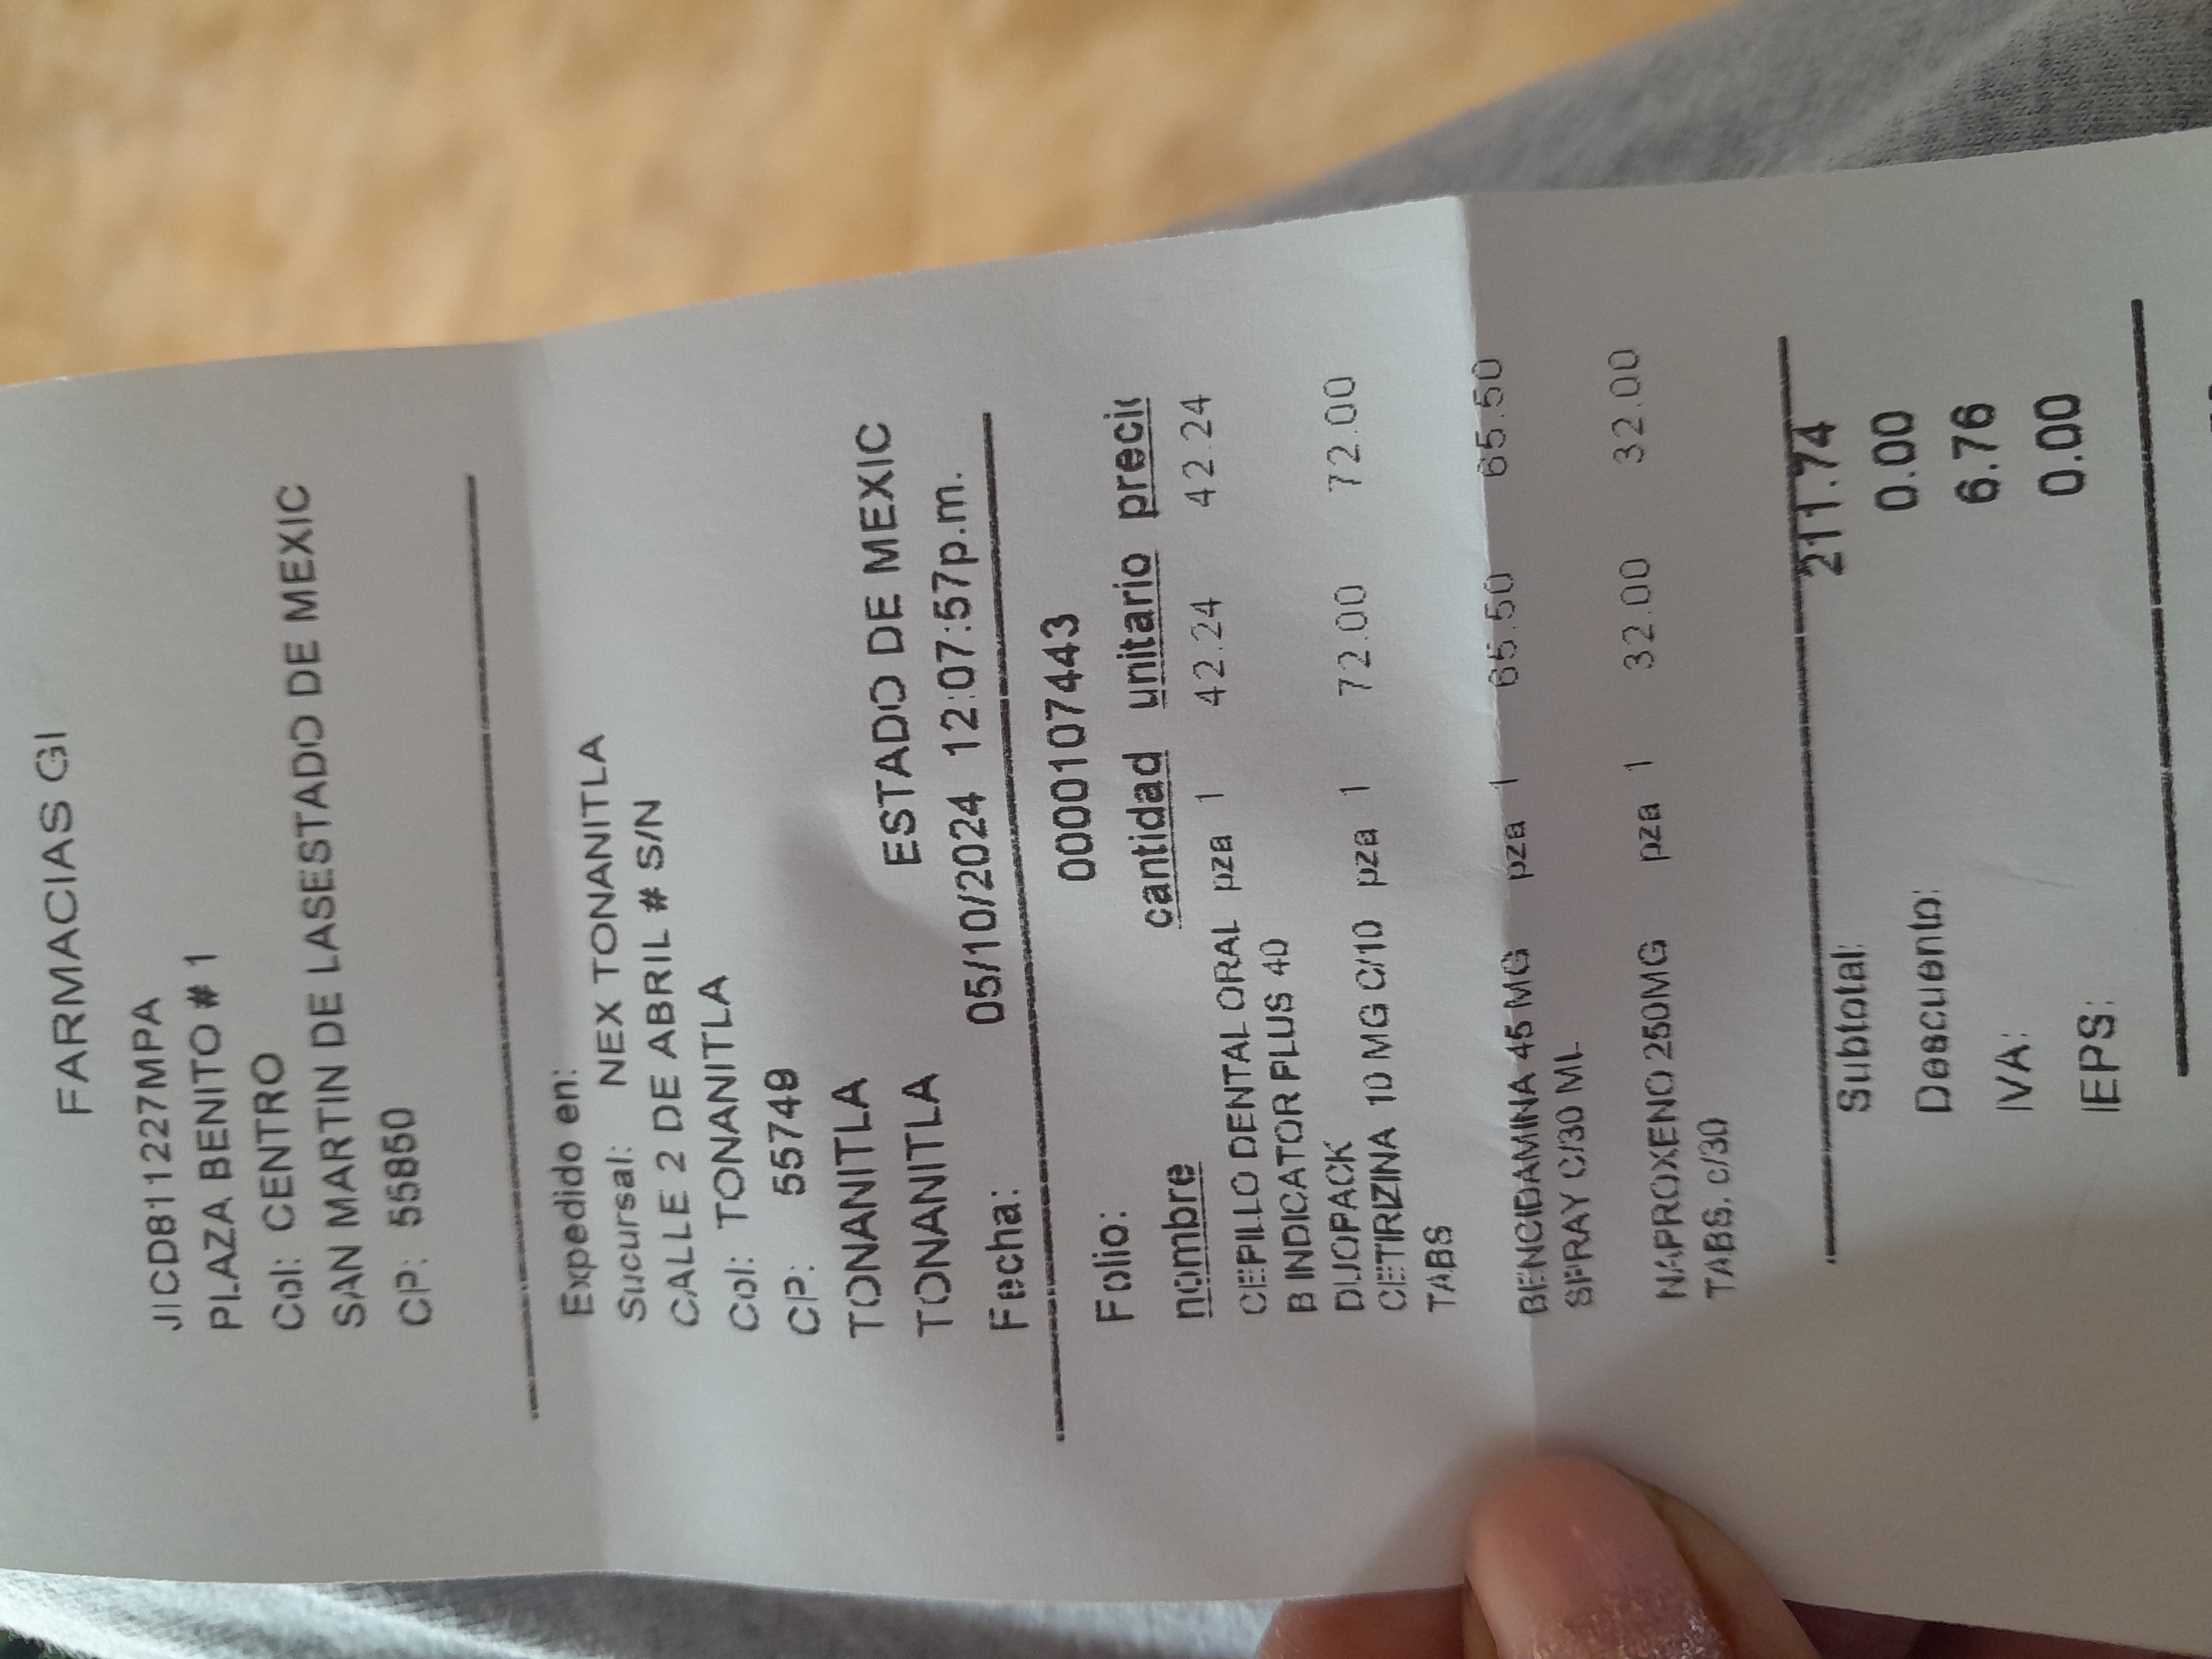 FARMACIAS GI
JICD811227MPA
PLAZA BENITO # 1
Col: CENTRO
SAN MARTIN DE LASESTADO DE MEXIC
CP: 55850
Expedido en:
Sucursal: NEX TONANITLA
CALLE 2 DE ABRIL # S/N
Col: TONANITLA
CP: 55749
TONANITLA ESTADO DE MEXIC
TONANITLA
Fecha: 05/10/2024 12:07:57p.m.
Folio: 0000107443
nombre cantidad unitario preci
CEPILLO DENTAL ORAL pza 1 42.24 42.24
B INDICATOR PLUS 40
DUOPACK
CETIRIZINA 10 MG C/10 pza 1 72.00 72.00
TABS
BENCIDAMINA 45 MG pza 1 65.50 65.50
SPRAY C/30 ML
NAPROXENO 250MG pza 1 32.00 32.00
TABS. c/30
Subtotal: 211.74
Descuento: 0.00
IVA: 6.76
IEPS: 0.00